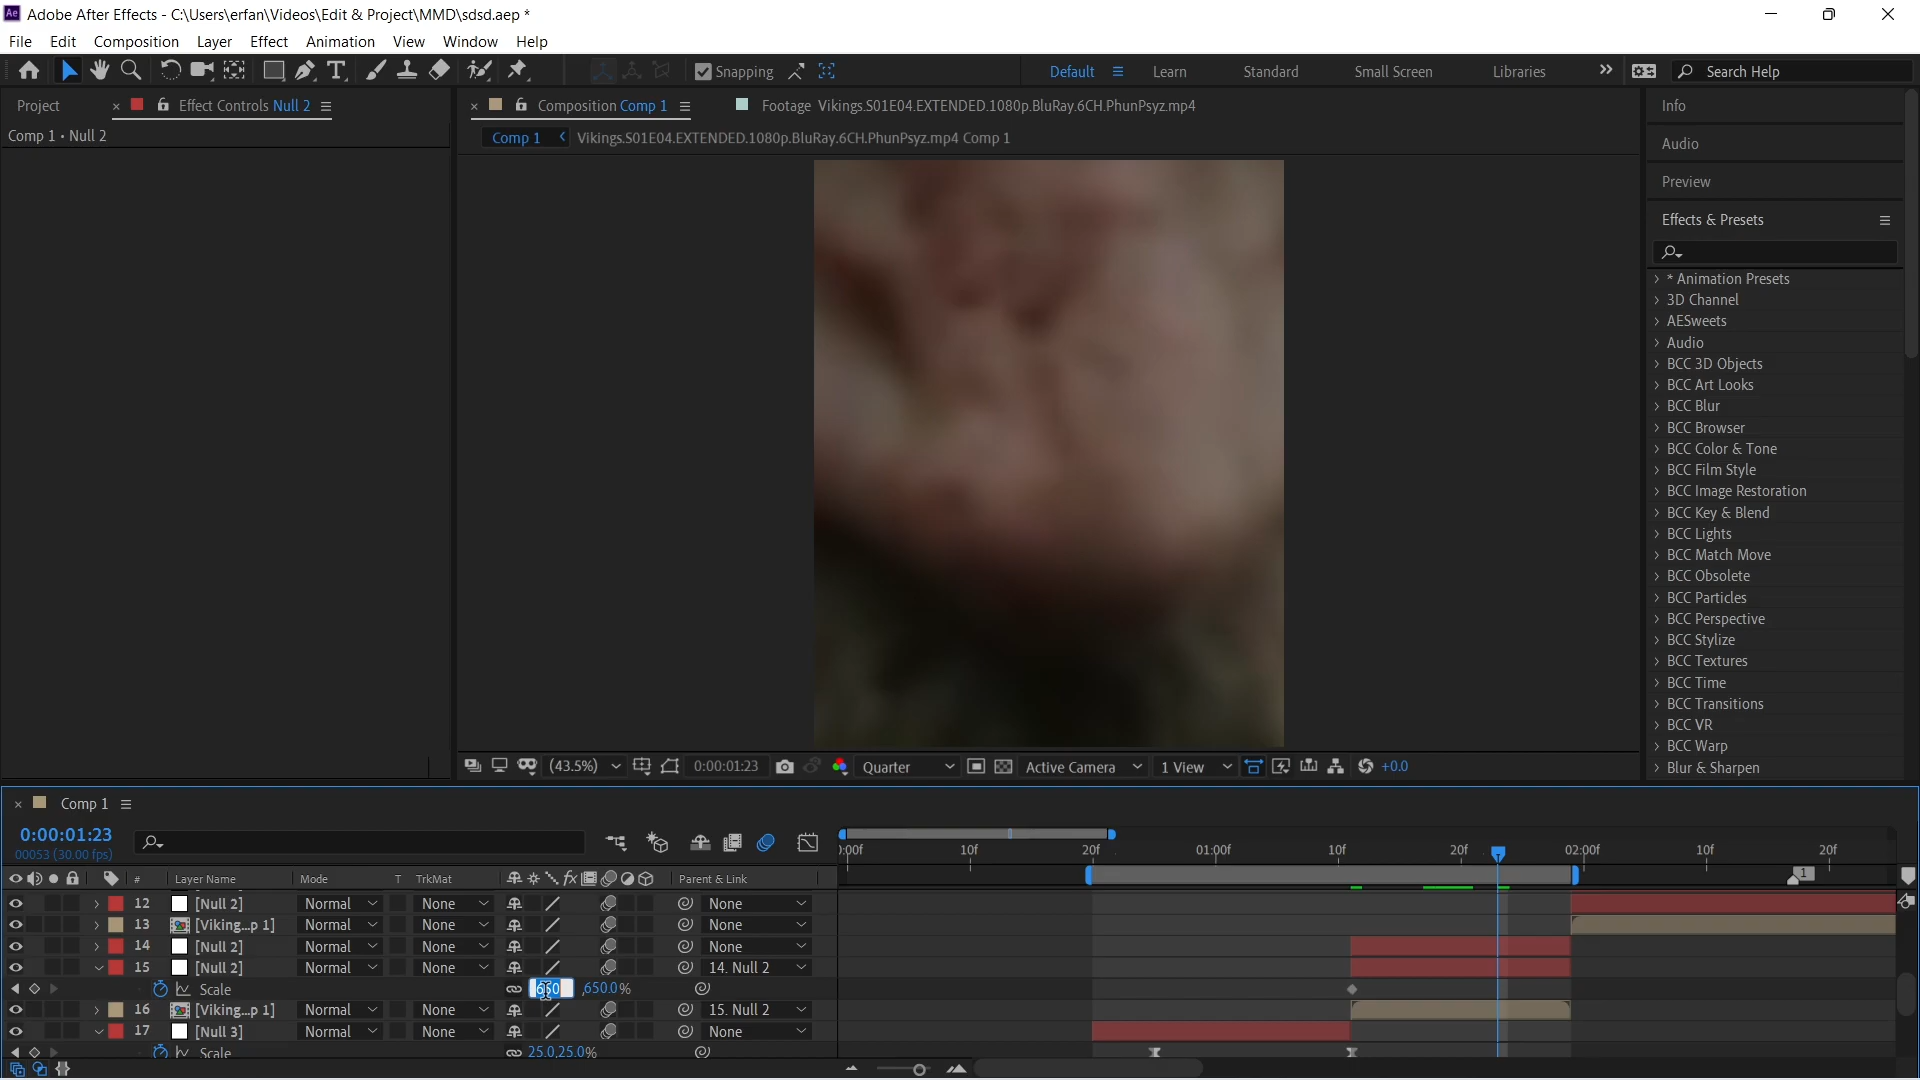 Adobe After Effects - C:\Users\erfan\Videos\Edit & Project\MMD\sdsd.aep *
File Edit Composition Layer Effect Animation View Window Help
Snapping Default Learn Standard Small Screen Libraries Search Help
Project Effect Controls Null 2 Composition Comp 1 Footage Vikings.S01E04.EXTENDED.1080p.BluRay.6CH.PhunPsyz.mp4
Comp 1 • Null 2
Comp 1 Vikings.S01E04.EXTENDED.1080p.BluRay.6CH.PhunPsyz.mp4 Comp 1
Info
Audio
Preview
Effects & Presets
* Animation Presets
3D Channel
AESweets
Audio
BCC 3D Objects
BCC Art Looks
BCC Blur
BCC Browser
BCC Color & Tone
BCC Film Style
BCC Image Restoration
BCC Key & Blend
BCC Lights
BCC Match Move
BCC Obsolete
BCC Particles
BCC Perspective
BCC Stylize
BCC Textures
BCC Time
BCC Transitions
BCC VR
BCC Warp
Blur & Sharpen
(43.5%) 0:00:01:23 Quarter Active Camera 1 View +0.0
Comp 1
0:00:01:23
00053 (30.00 fps)
):00f 10f 20f 01:00f 10f 20f 02:00f 10f 20f
# Layer Name Mode T TrkMat Parent & Link 1
12 [Null 2] Normal None None
13 [Viking...p 1] Normal None None
14 [Null 2] Normal None None
15 [Null 2] Normal None 14. Null 2
Scale 650 ,650.0%
16 [Viking...p 1] Normal None 15. Null 2
17 [Null 3] Normal None None
Scale 25.0,25.0%